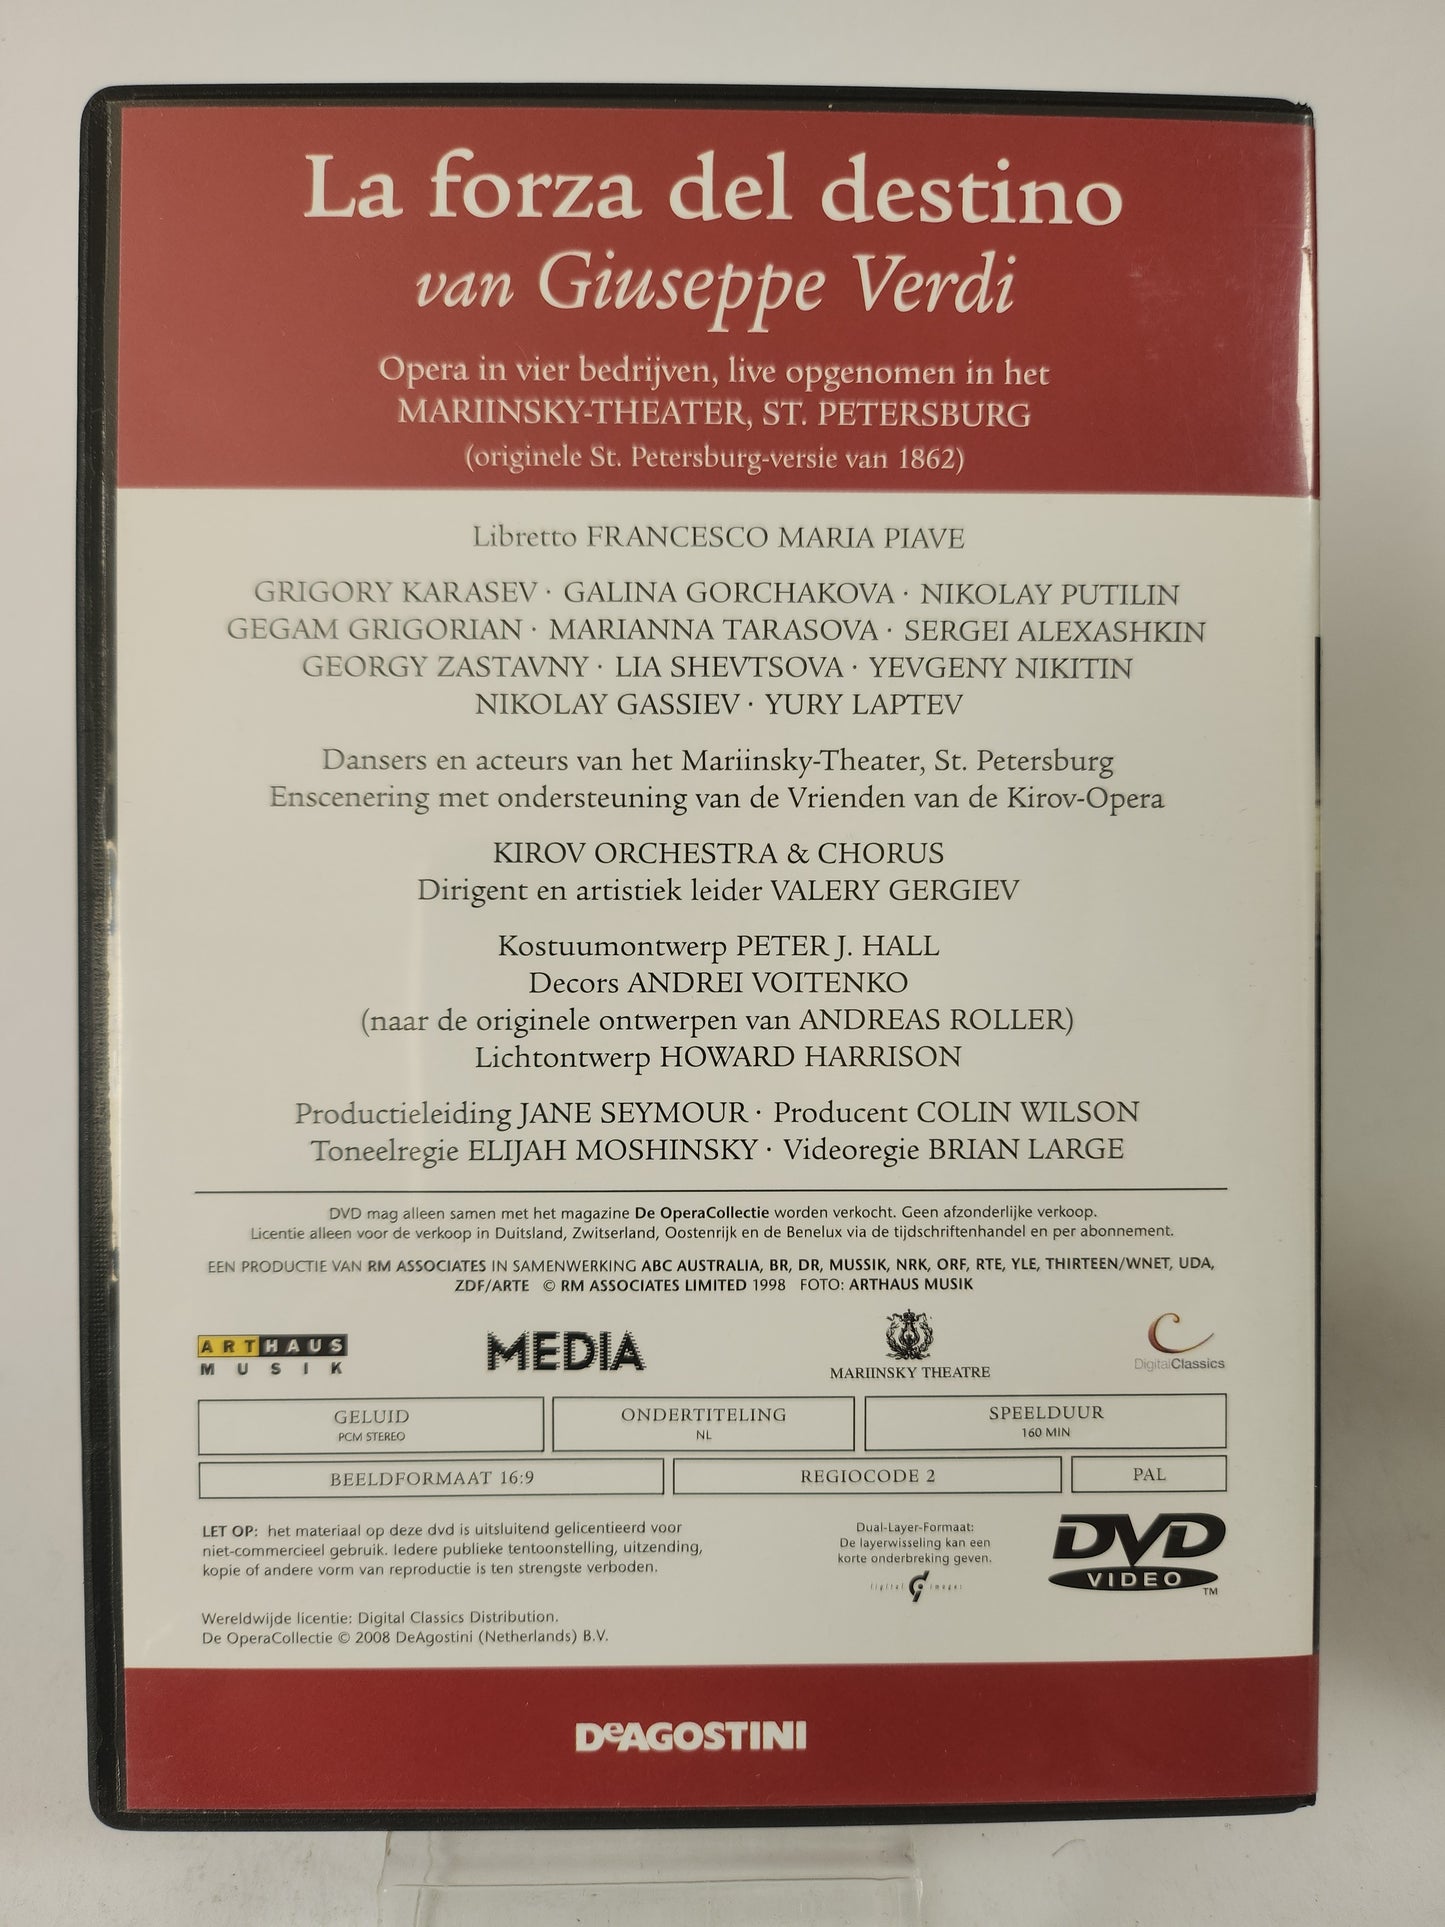 La forza del destino
van Giuseppe Verdi
Opera in vier bedrijven, live opgenomen in het
MARIINSKY-THEATER, ST. PETERSBURG
(originele St. Petersburg-versie van 1862)
Libretto FRANCESCO MARIA PIAVE
GRIGORY KARASEV · GALINA GORCHAKOVA · NIKOLAY PUTILIN
GEGAM GRIGORIAN · MARIANNA TARASOVA · SERGEI ALEXASHKIN
GEORGY ZASTAVNY · LIA SHEVTSOVA · YEVGENY NIKITIN
NIKOLAY GASSIEV · YURY LAPTEV
Dansers en acteurs van het Mariinsky-Theater, St. Petersburg
Enscenering met ondersteuning van de Vrienden van de Kirov-Opera
KIROV ORCHESTRA & CHORUS
Dirigent en artistiek leider VALERY GERGIEV
Kostuumontwerp PETER J. HALL
Decors ANDREI VOITENKO
(naar de originele ontwerpen van ANDREAS ROLLER)
Lichtontwerp HOWARD HARRISON
Productieleiding JANE SEYMOUR · Producent COLIN WILSON
Toneelregie ELIJAH MOSHINSKY · Videoregie BRIAN LARGE
DVD mag alleen samen met het magazine De OperaCollectie worden verkocht. Geen afzonderlijke verkoop.
Licentie alleen voor de verkoop in Duitsland, Zwitserland, Oostenrijk en de Benelux via de tijdschriftenhandel en per abonnement.
EEN PRODUCTIE VAN RM ASSOCIATES IN SAMENWERKING ABC AUSTRALIA, BR, DR, MUSSIK, NRK, ORF, RTE, YLE, THIRTEEN/WNET, UDA,
ZDF/ARTE © RM ASSOCIATES LIMITED 1998 FOTO: ARTHAUS MUSIK
ARTHAUS
MUSIK
MEDIA
MARIINSKY THEATRE
DigitalClassics
GELUID
PCM STEREO
ONDERTITELING
NL
SPEELDUUR
160 MIN
BEELDFORMAAT 16:9
REGIOCODE 2
PAL
LET OP: het materiaal op deze dvd is uitsluitend gelicentieerd voor
niet-commercieel gebruik. Iedere publieke tentoonstelling, uitzending,
kopie of andere vorm van reproductie is ten strengste verboden.
Dual-Layer-Formaat:
De layerwisseling kan een
korte onderbreking geven.
digital images
DVD
VIDEO
TM
Wereldwijde licentie: Digital Classics Distribution.
De OperaCollectie © 2008 DeAgostini (Netherlands) B.V.
DeAGOSTINI